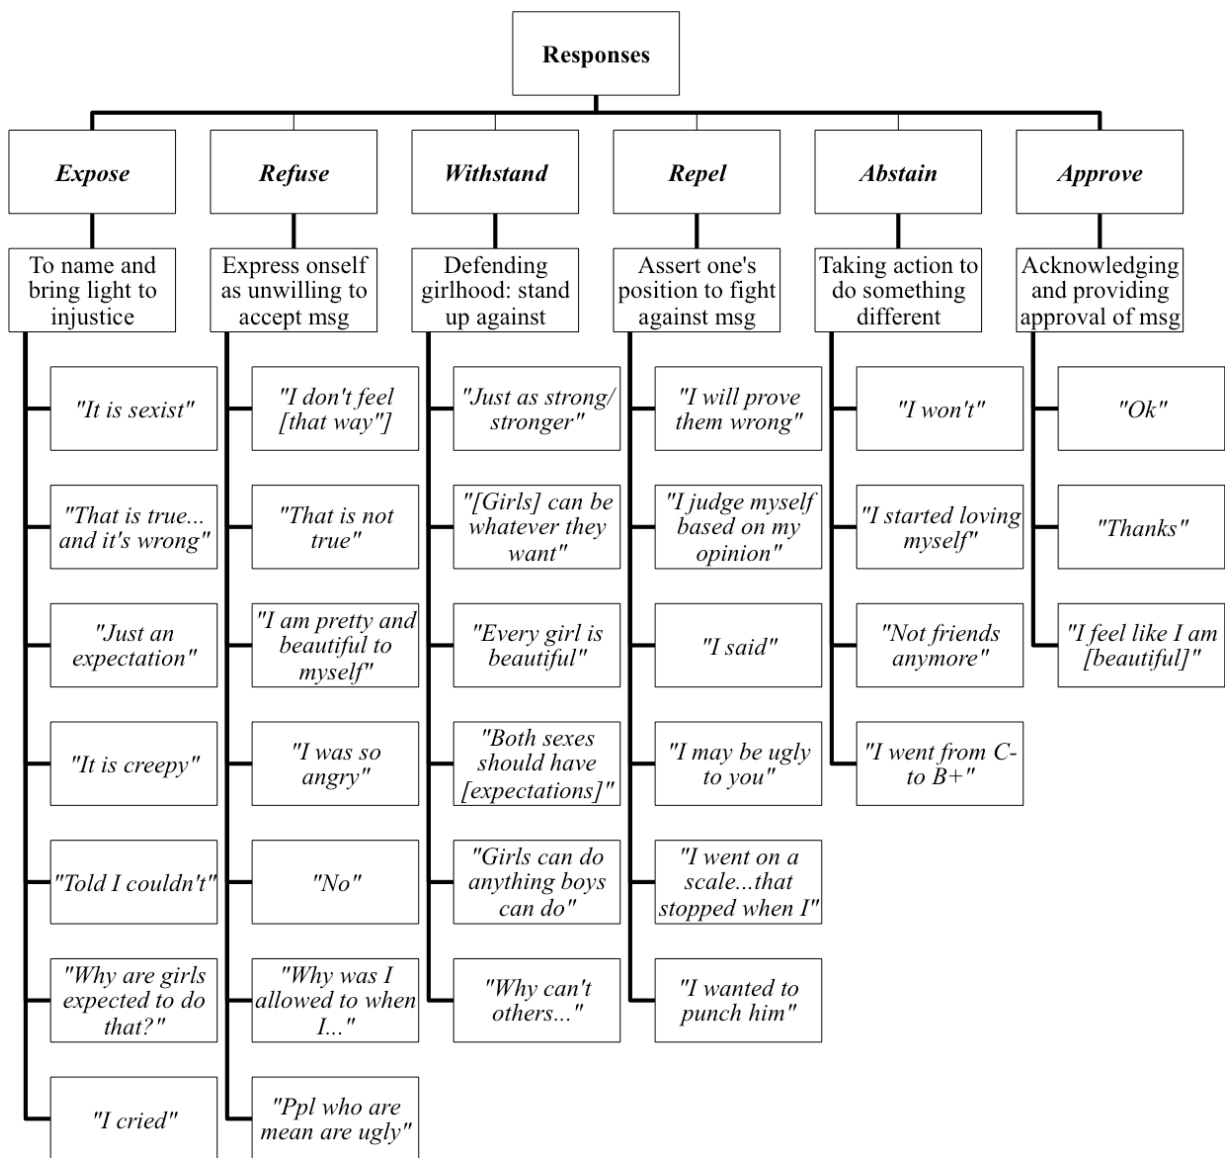 Responses
Expose
To name and
bring light to
injustice
"It is sexist"
"That is true...
and it's wrong"
"Just an
expectation"
"It is creepy"
"Told I couldn't"
"Why are girls
expected to do
that?"
"I cried"
Refuse
Express onself
as unwilling to
accept msg
"I don't feel
[that way"]
"That is not
true"
"I am pretty and
beautiful to
myself"
"I was so
angry"
"No"
"Why was I
allowed to when
I..."
"Ppl who are
mean are ugly"
Withstand
Defending
girlhood: stand
up against
"Just as strong/
stronger"
"[Girls] can be
whatever they
want"
"Every girl is
beautiful"
"Both sexes
should have
[expectations]"
"Girls can do
anything boys
can do"
"Why can't
others..."
Repel
Assert one's
position to fight
against msg
"I will prove
them wrong"
"I judge myself
based on my
opinion"
"I said"
"I may be ugly
to you"
"I went on a
scale...that
stopped when I"
"I wanted to
punch him"
Abstain
Taking action to
do something
different
"I won't"
"I started loving
myself"
"Not friends
anymore"
"I went from C-
to B+"
Approve
Acknowledging
and providing
approval of msg
"Ok"
"Thanks"
"I feel like I am
[beautiful]"